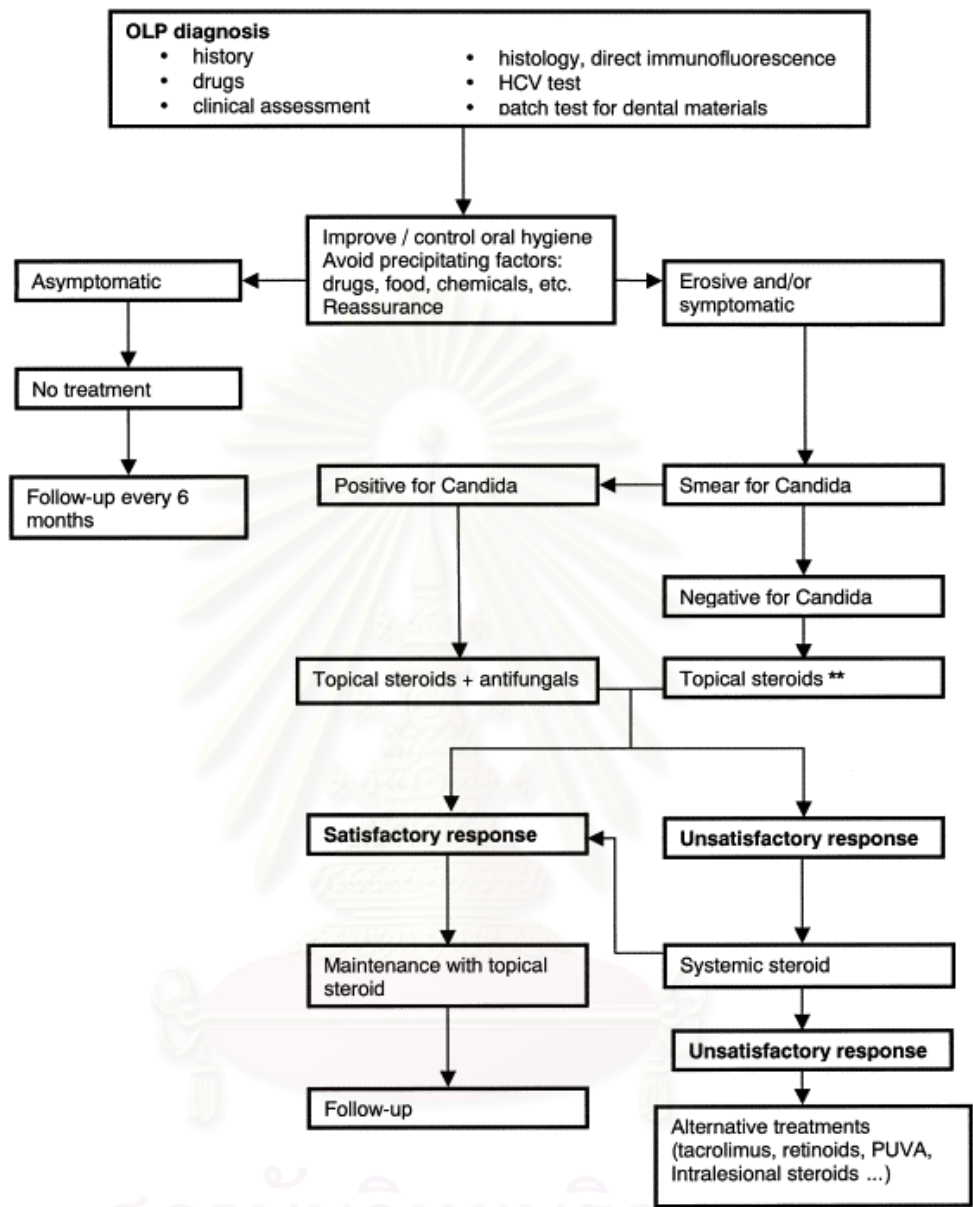 OLP diagnosis
• history
• drugs
• clinical assessment
• histology, direct immunofluorescence
• HCV test
• patch test for dental materials
Improve / control oral hygiene
Avoid precipitating factors:
drugs, food, chemicals, etc.
Reassurance
Asymptomatic
Erosive and/or
symptomatic
No treatment
Follow-up every 6
months
Positive for Candida
Smear for Candida
Negative for Candida
Topical steroids + antifungals
Topical steroids **
Satisfactory response
Unsatisfactory response
Maintenance with topical
steroid
Systemic steroid
Unsatisfactory response
Follow-up
Alternative treatments
(tacrolimus, retinoids, PUVA,
Intralesional steroids ...)